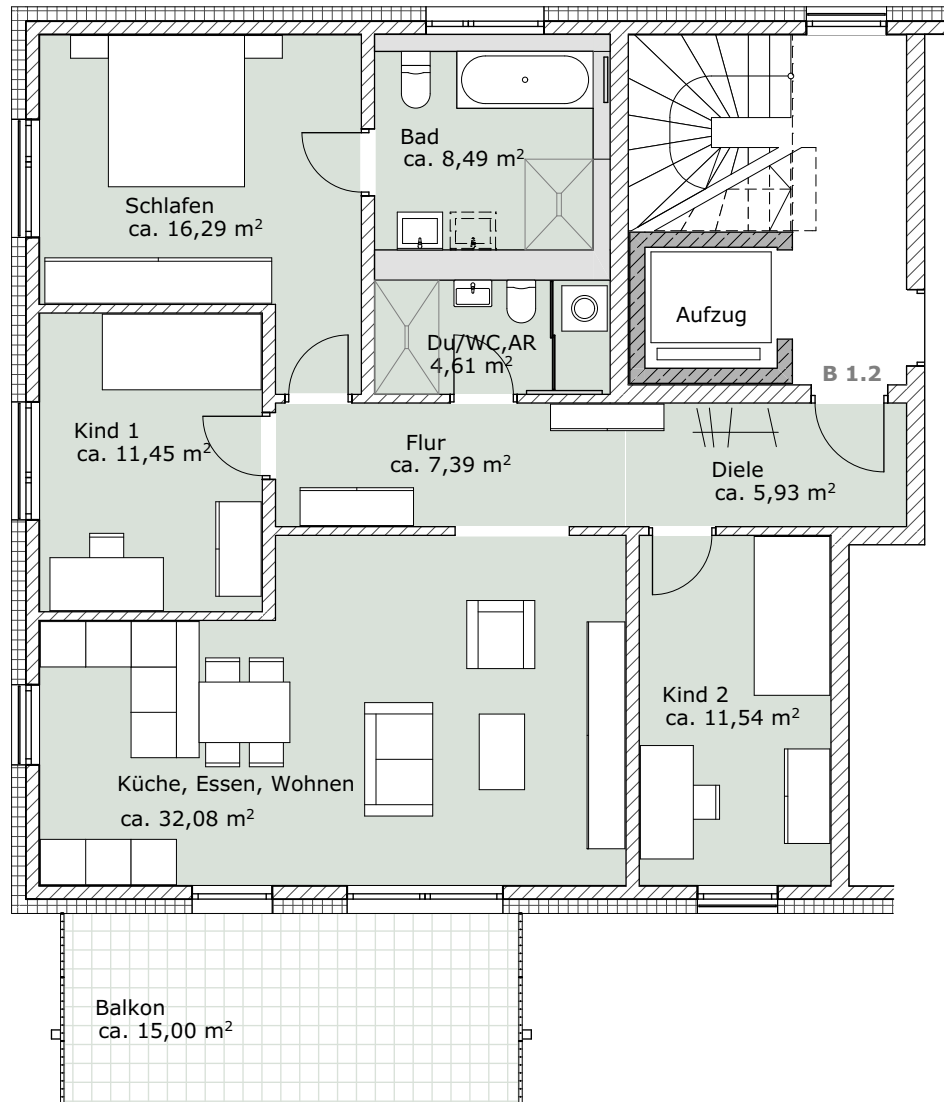 Bad
ca. 8,49 m²
Schlafen
ca. 16,29 m²
Aufzug
Du/WC,AR
4,61 m²
B 1.2
Kind 1
ca. 11,45 m²
Flur
ca. 7,39 m²
Diele
ca. 5,93 m²
Kind 2
ca. 11,54 m²
Küche, Essen, Wohnen
ca. 32,08 m²
Balkon
ca. 15,00 m²